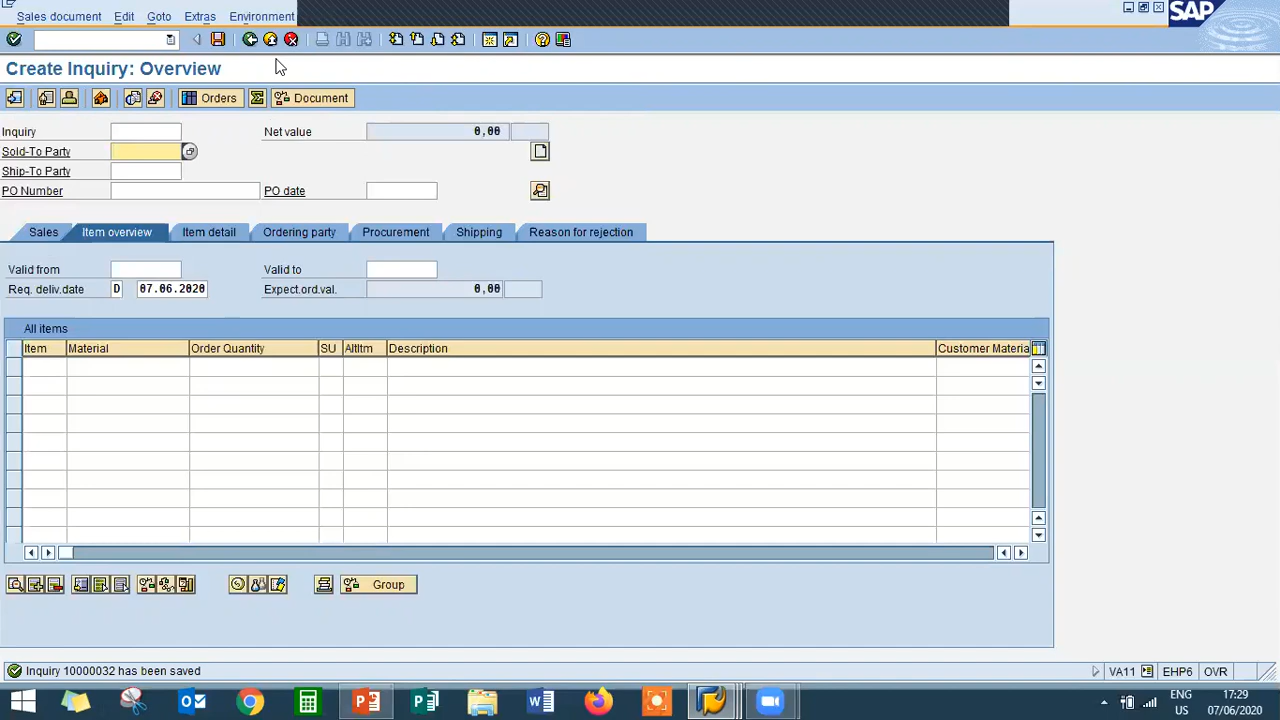 Sales document Edit Goto Extras Environment
SAP
Create Inquiry: Overview
Orders Document
Inquiry Net value 0,00
Sold-To Party
Ship-To Party
PO Number PO date
Sales Item overview Item detail Ordering party Procurement Shipping Reason for rejection
Valid from Valid to
Req. deliv.date D 07.06.2020 Expect.ord.val. 0,00
All items
Item Material Order Quantity SU AltItm Description Customer Materia
Group
Inquiry 10000032 has been saved VA11 EHP6 OVR
ENG 17:29
US 07/06/2020